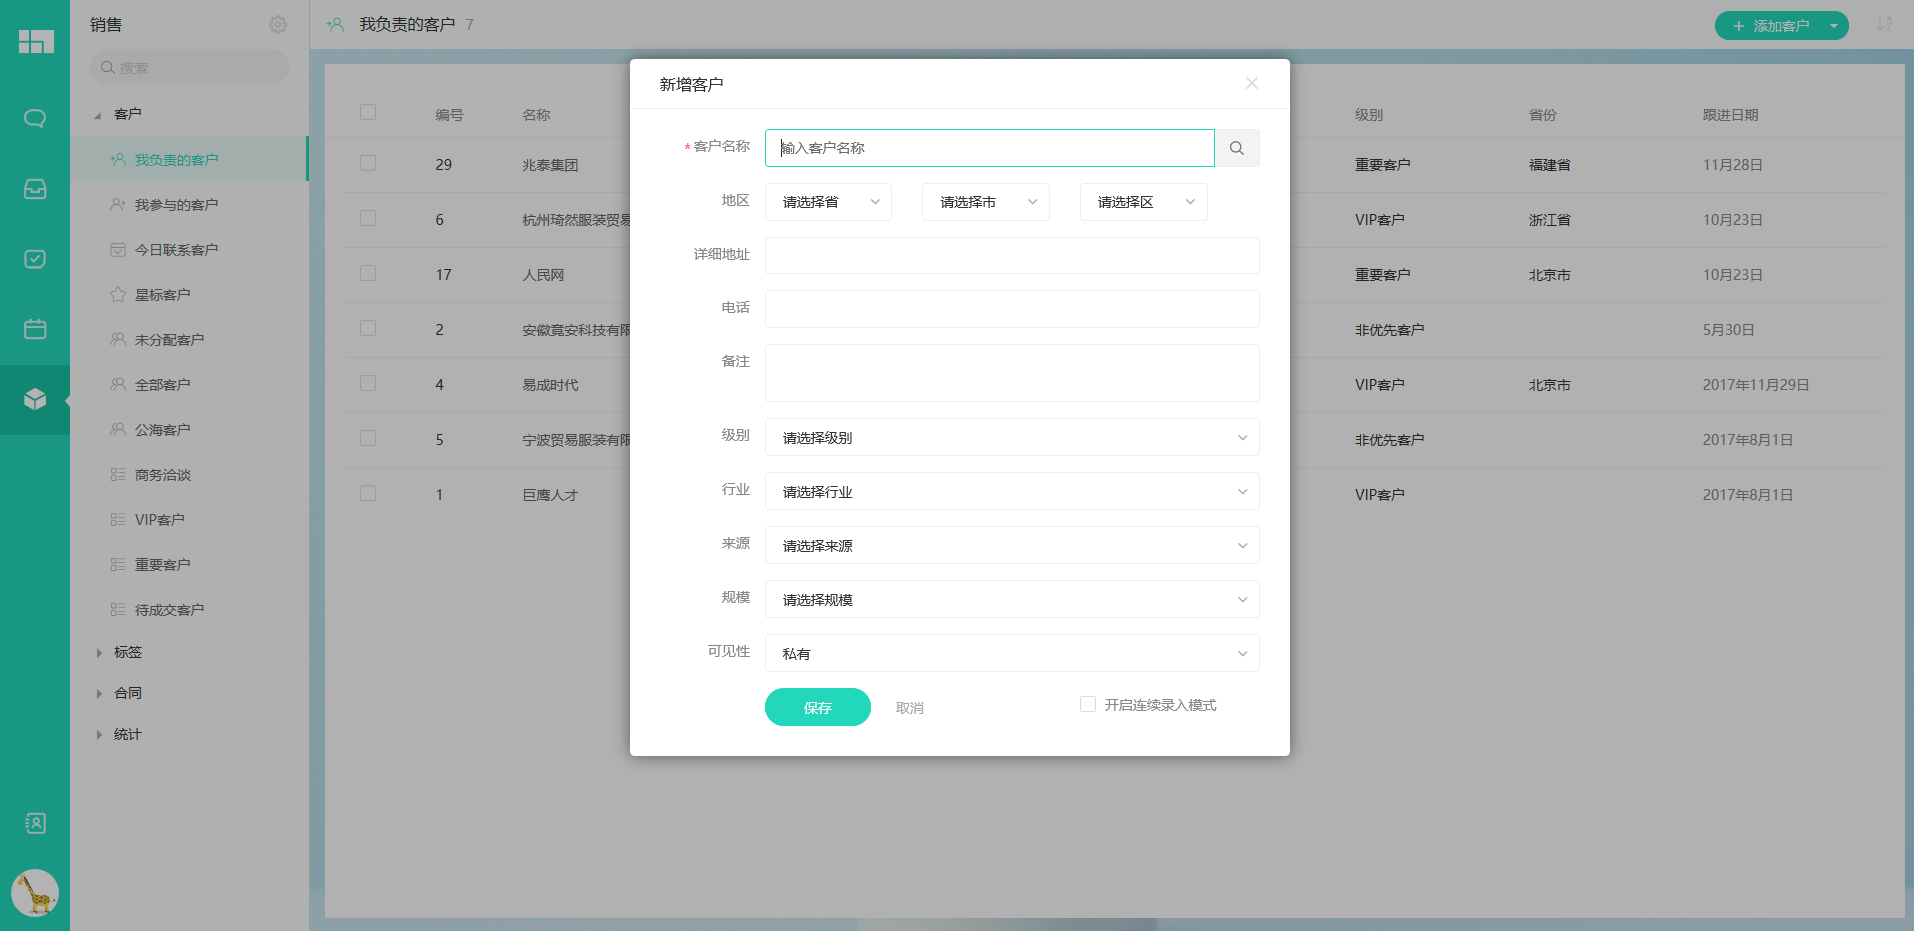 销售
搜索
客户
我负责的客户
我参与的客户
今日联系客户
星标客户
未分配客户
全部客户
公海客户
商务洽谈
VIP客户
重要客户
待成交客户
标签
合同
统计
我负责的客户 7
+ 添加客户
编号 名称 级别 省份 跟进日期
29 兆泰集团 重要客户 福建省 11月28日
6 杭州琦然服装贸易 VIP客户 浙江省 10月23日
17 人民网 重要客户 北京市 10月23日
2 安徽竟安科技有限 非优先客户 5月30日
4 易成时代 VIP客户 北京市 2017年11月29日
5 宁波贸易服装有限 非优先客户 2017年8月1日
1 巨鹰人才 VIP客户 2017年8月1日
新增客户
* 客户名称 输入客户名称
地区 请选择省 请选择市 请选择区
详细地址
电话
备注
级别 请选择级别
行业 请选择行业
来源 请选择来源
规模 请选择规模
可见性 私有
保存 取消 开启连续录入模式